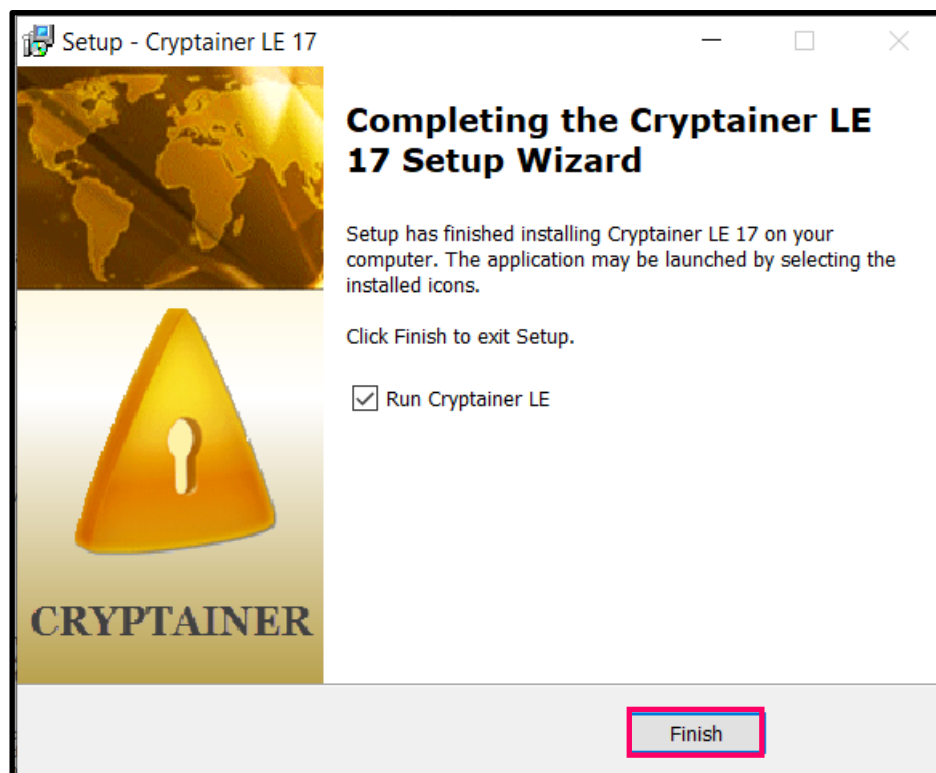 Setup - Cryptainer LE 17
Completing the Cryptainer LE
17 Setup Wizard
Setup has finished installing Cryptainer LE 17 on your
computer. The application may be launched by selecting the
installed icons.
Click Finish to exit Setup.
Run Cryptainer LE
CRYPTAINER
Finish